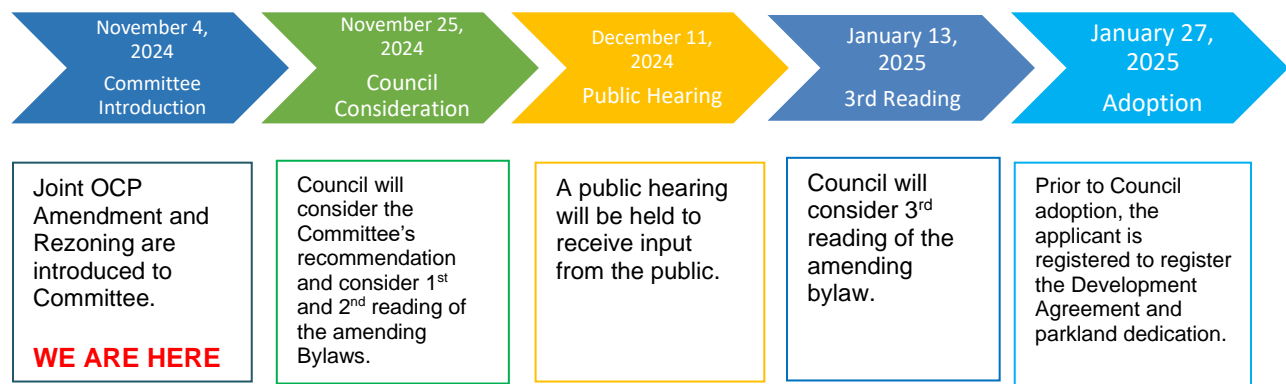 November 4,
2024
Committee
Introduction
November 25,
2024
Council
Consideration
December 11,
2024
Public Hearing
January 13,
2025
3rd Reading
January 27,
2025
Adoption
Joint OCP
Amendment and
Rezoning are
introduced to
Committee.
WE ARE HERE
Council will
consider the
Committee’s
recommendation
and consider 1st
and 2nd reading of
the amending
Bylaws.
A public hearing
will be held to
receive input
from the public.
Council will
consider 3rd
reading of the
amending
bylaw.
Prior to Council
adoption, the
applicant is
registered to register
the Development
Agreement and
parkland dedication.